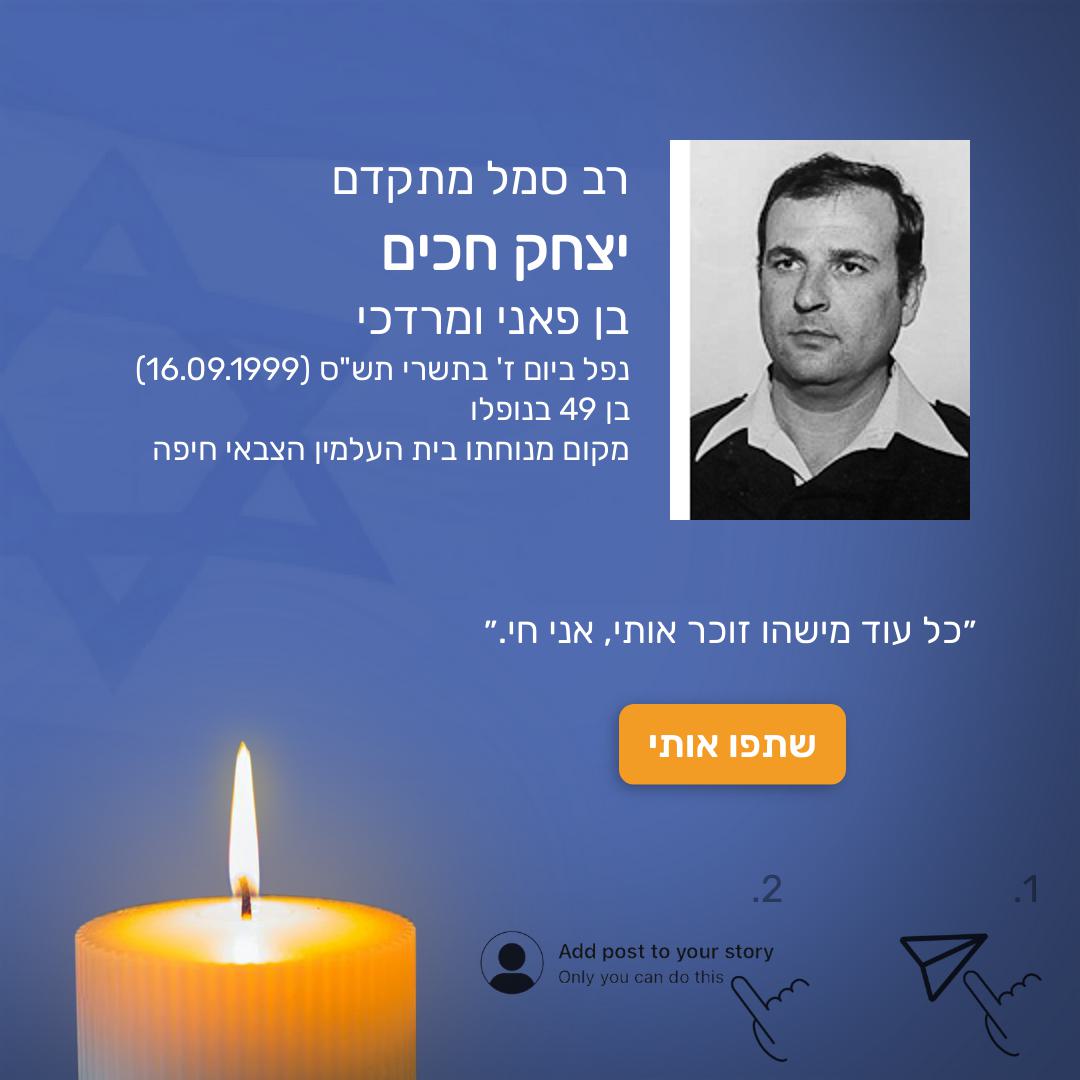 רב סמל מתקדם
יצחק חכים
בן פאני ומרדכי
נפל ביום ז' בתשרי תש"ס (16.09.1999)
בן 49 בנופלו
מקום מנוחתו בית העלמין הצבאי חיפה
"כל עוד מישהו זוכר אותי, אני חי."
שתפו אותי
1.
2.
Add post to your story
Only you can do this